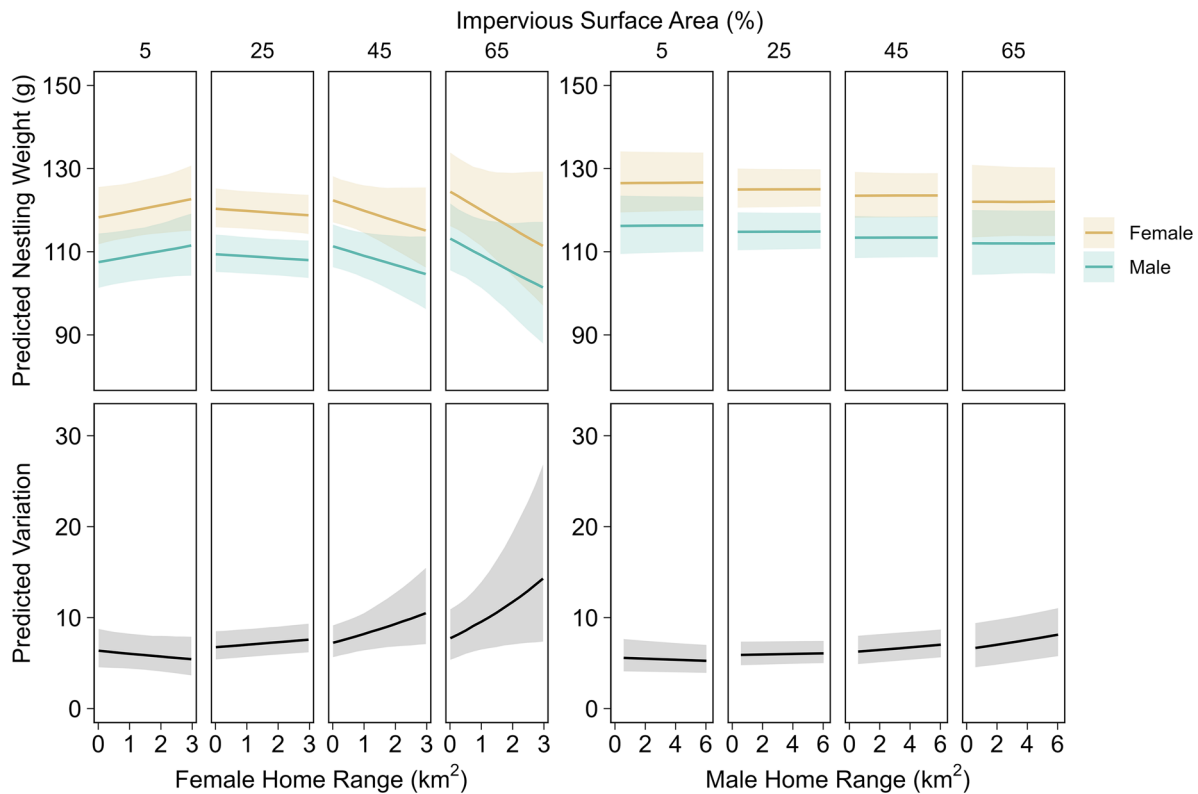 Impervious Surface Area (%)
5 25 45 65 5 25 45 65
Predicted Nestling Weight (g)
150
130
110
90
150
130
110
90
Female
Male
Predicted Variation
30
20
10
0
30
20
10
0
0 1 2 3 0 1 2 3 0 1 2 3 0 1 2 3 0 2 4 6 0 2 4 6 0 2 4 6 0 2 4 6
Female Home Range (km²) Male Home Range (km²)